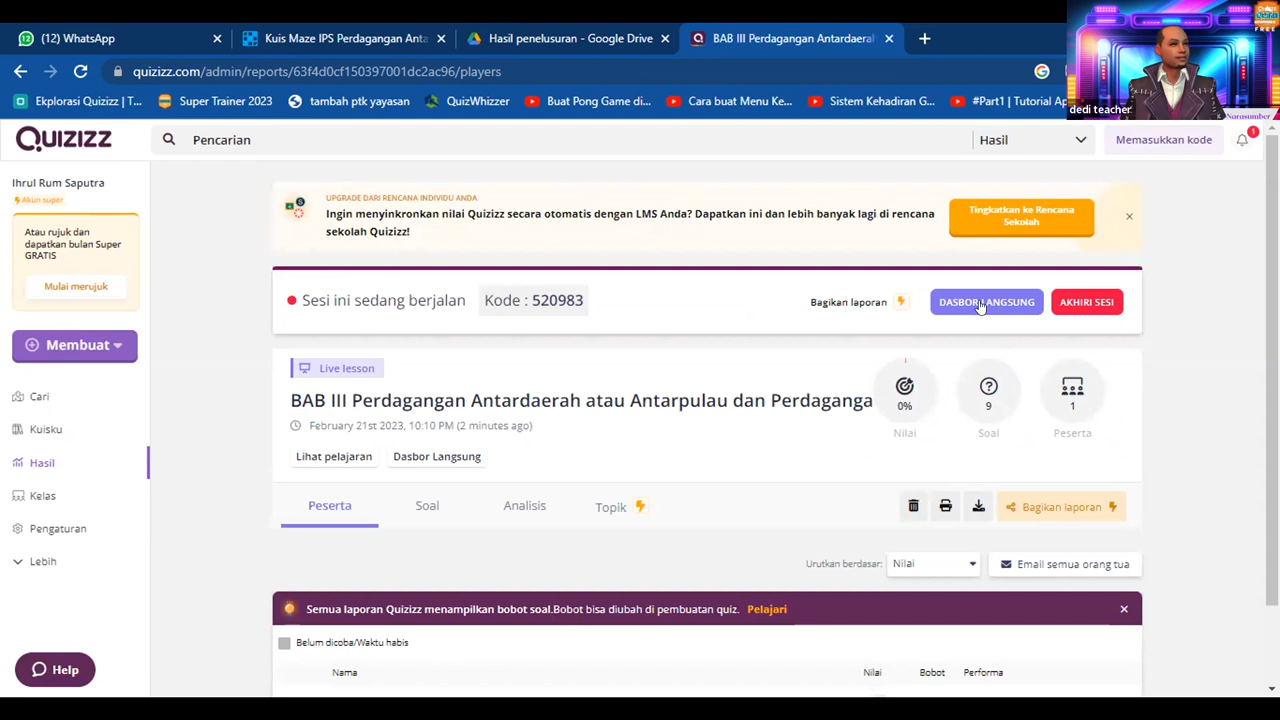 (12) WhatsApp
Kuis Maze IPS Perdagangan Anta
Hasil penelusuran - Google Drive
BAB III Perdagangan Antardaera
quizizz.com/admin/reports/63f4d0cf150397001dc2ac96/players
Ekplorasi Quizizz | T...
Super Trainer 2023
tambah ptk yayasan
QuizWhizzer
Buat Pong Game di...
Cara buat Menu Ke...
Sistem Kehadiran G...
#Part1 | Tutorial Ap
FREE
dedi teacher
Narasumber
Quizizz
Pencarian
Hasil
Memasukkan kode
1
Ihrul Rum Saputra
Akun super
Atau rujuk dan
dapatkan bulan Super
GRATIS
Mulai merujuk
Membuat
Cari
Kuisku
Hasil
Kelas
Pengaturan
Lebih
Help
UPGRADE DARI RENCANA INDIVIDU ANDA
Ingin menyinkronkan nilai Quizizz secara otomatis dengan LMS Anda? Dapatkan ini dan lebih banyak lagi di rencana
sekolah Quizizz!
Tingkatkan ke Rencana
Sekolah
Sesi ini sedang berjalan
Kode : 520983
Bagikan laporan
DASBOR LANGSUNG
AKHIRI SESI
Live lesson
BAB III Perdagangan Antardaerah atau Antarpulau dan Perdaganga
February 21st 2023, 10:10 PM (2 minutes ago)
Lihat pelajaran
Dasbor Langsung
0%
Nilai
9
Soal
1
Peserta
Peserta
Soal
Analisis
Topik
Bagikan laporan
Urutkan berdasar:
Nilai
Email semua orang tua
Semua laporan Quizizz menampilkan bobot soal.Bobot bisa diubah di pembuatan quiz. Pelajari
Belum dicoba/Waktu habis
Nama
Nilai
Bobot
Performa